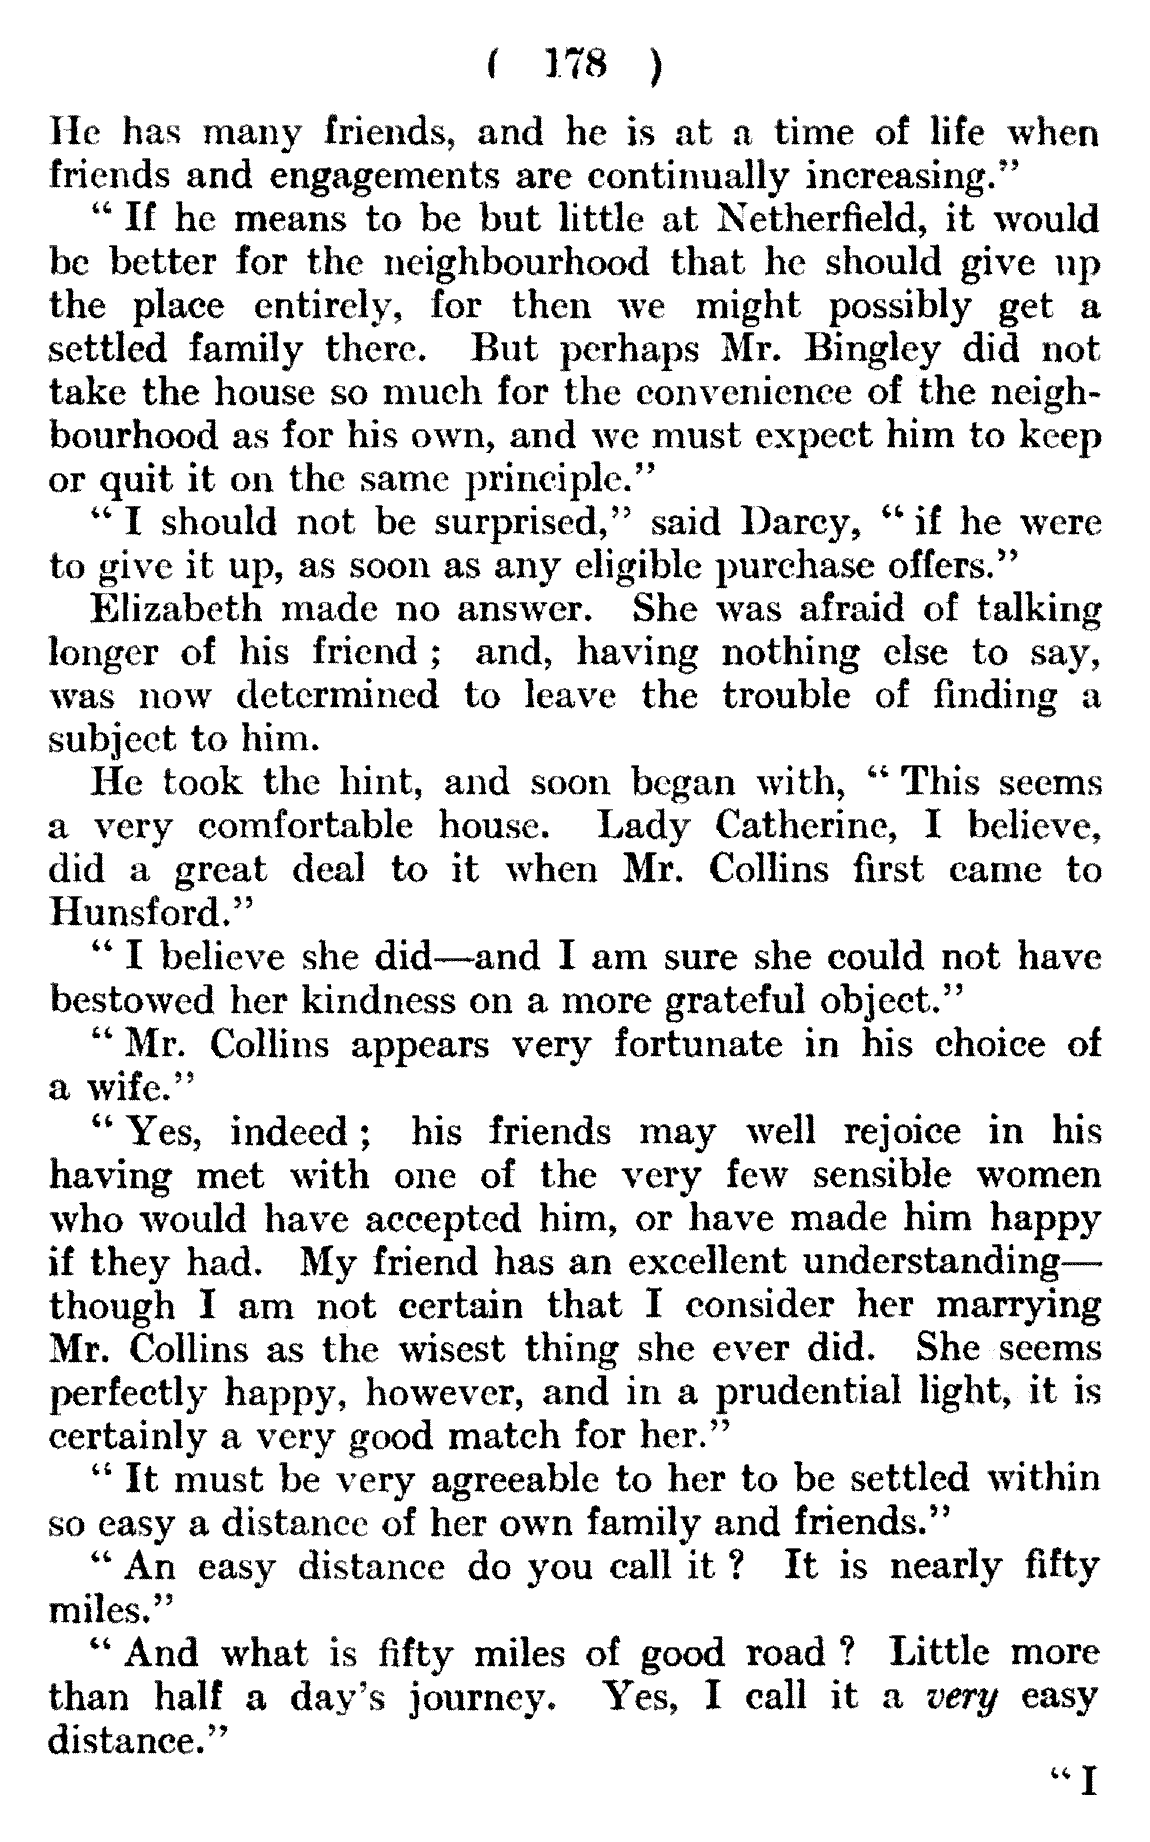 ( 178 )
He has many friends, and he is at a time of life when
friends and engagements are continually increasing.”
“ If he means to be but little at Netherfield, it would
be better for the neighbourhood that he should give up
the place entirely, for then we might possibly get a
settled family there. But perhaps Mr. Bingley did not
take the house so much for the convenience of the neigh-
bourhood as for his own, and we must expect him to keep
or quit it on the same principle.”
“ I should not be surprised,” said Darcy, “ if he were
to give it up, as soon as any eligible purchase offers.”
Elizabeth made no answer. She was afraid of talking
longer of his friend ; and, having nothing else to say,
was now determined to leave the trouble of finding a
subject to him.
He took the hint, and soon began with, “ This seems
a very comfortable house. Lady Catherine, I believe,
did a great deal to it when Mr. Collins first came to
Hunsford.”
“ I believe she did—and I am sure she could not have
bestowed her kindness on a more grateful object.”
“ Mr. Collins appears very fortunate in his choice of
a wife.”
“ Yes, indeed ; his friends may well rejoice in his
having met with one of the very few sensible women
who would have accepted him, or have made him happy
if they had. My friend has an excellent understanding—
though I am not certain that I consider her marrying
Mr. Collins as the wisest thing she ever did. She seems
perfectly happy, however, and in a prudential light, it is
certainly a very good match for her.”
“ It must be very agreeable to her to be settled within
so easy a distance of her own family and friends.”
“ An easy distance do you call it ? It is nearly fifty
miles.”
“ And what is fifty miles of good road ? Little more
than half a day’s journey. Yes, I call it a very easy
distance.”
“ I